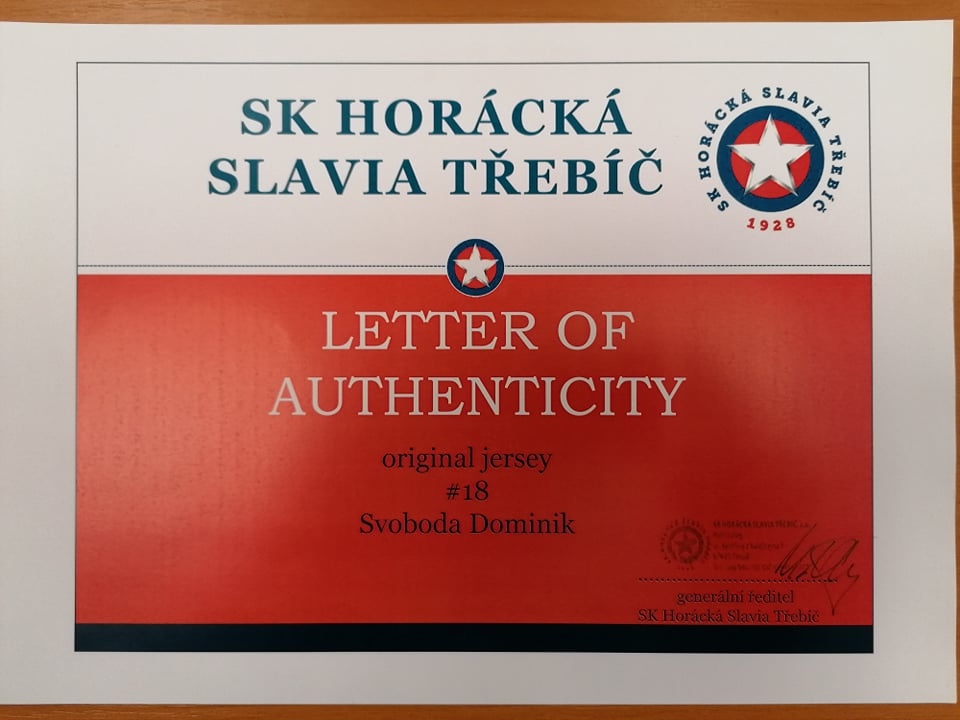 SK HORÁCKÁ
SLAVIA TŘEBÍČ
SK HORÁCKÁ SLAVIA TŘEBÍČ
1928
LETTER OF
AUTHENTICITY
original jersey
#18
Svoboda Dominik
SK HORÁCKÁ SLAVIA TŘEBÍČ
generální ředitel
SK Horácká Slavia Třebíč